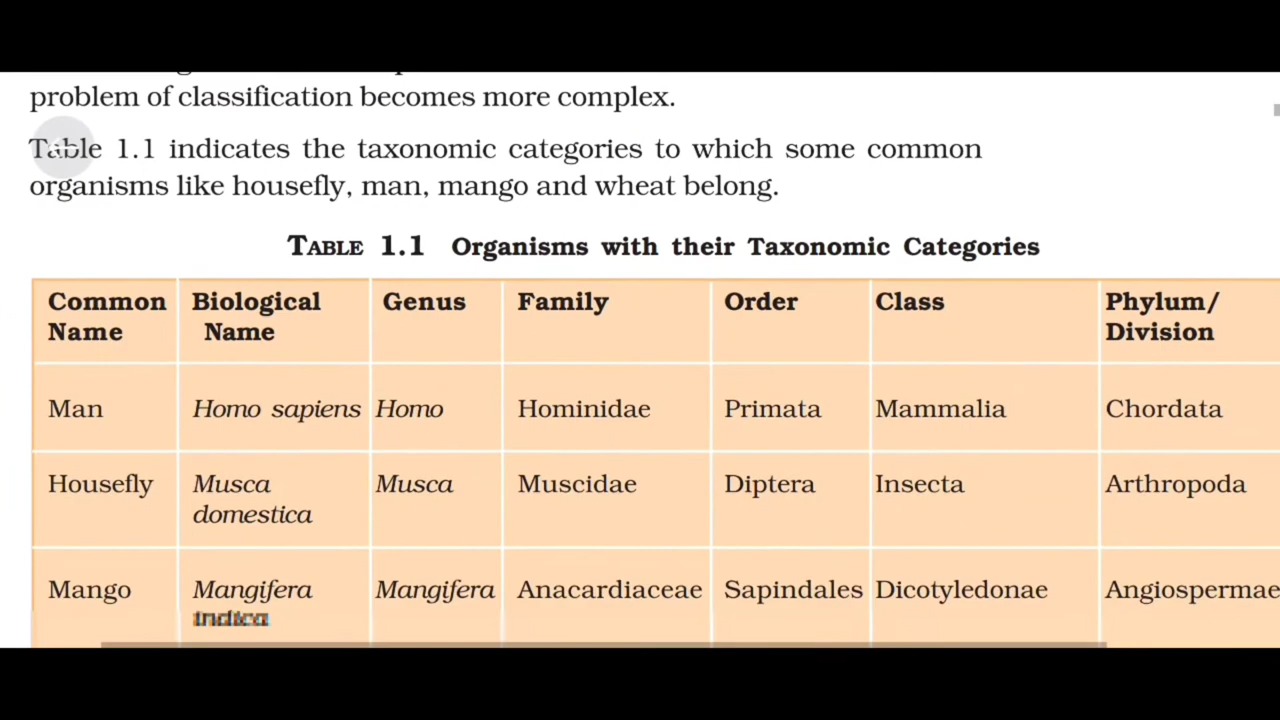 problem of classification becomes more complex.
Table 1.1 indicates the taxonomic categories to which some common
organisms like housefly, man, mango and wheat belong.
TABLE 1.1 Organisms with their Taxonomic Categories
Common Name Biological Name Genus Family Order Class Phylum/ Division
Man Homo sapiens Homo Hominidae Primata Mammalia Chordata
Housefly Musca domestica Musca Muscidae Diptera Insecta Arthropoda
Mango Mangifera indica Mangifera Anacardiaceae Sapindales Dicotyledonae Angiospermae